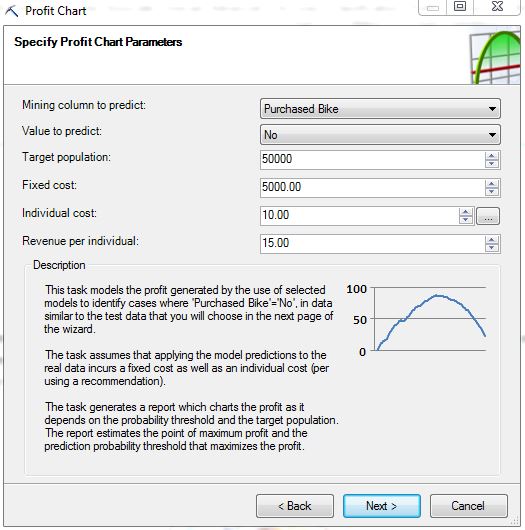 Profit Chart
Specify Profit Chart Parameters
Mining column to predict: Purchased Bike
Value to predict: No
Target population: 50000
Fixed cost: 5000.00
Individual cost: 10.00 ...
Revenue per individual: 15.00
Description
This task models the profit generated by the use of selected
models to identify cases where 'Purchased Bike'='No', in data
similar to the test data that you will choose in the next page of
the wizard.
The task assumes that applying the model predictions to the
real data incurs a fixed cost as well as an individual cost (per
using a recommendation).
The task generates a report which charts the profit as it
depends on the probability threshold and the target population.
The report estimates the point of maximum profit and the
prediction probability threshold that maximizes the profit.
100
50
0
< Back
Next >
Cancel